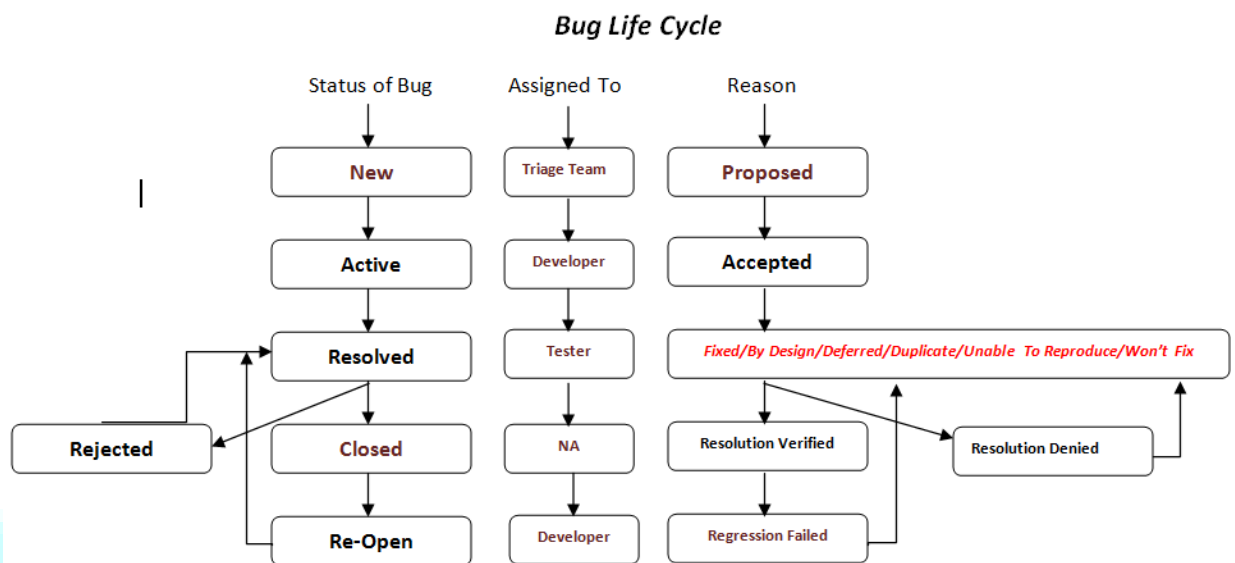 Bug Life Cycle
Status of Bug
Assigned To
Reason
New
Triage Team
Proposed
Active
Developer
Accepted
Resolved
Tester
Fixed/By Design/Deferred/Duplicate/Unable To Reproduce/Won't Fix
Rejected
Closed
NA
Resolution Verified
Resolution Denied
Re-Open
Developer
Regression Failed